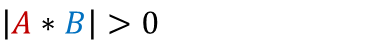 |A ∗ B| > 0